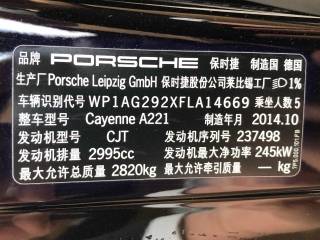 品牌 PORSCHE 保时捷 制造国 德国
生产厂 Porsche Leipzig GmbH 保时捷股份公司莱比锡工厂 1%
车辆识别代号 WP1AG292XFLA14669 乘坐人数 5
整车型号 Cayenne A221 制造年月 2014.10
发动机型号 CJT 发动机序列号 237498
发动机排量 2995cc 发动机最大净功率 245kW
最大允许总质量 2820kg 最大允许牵引质量 — kg